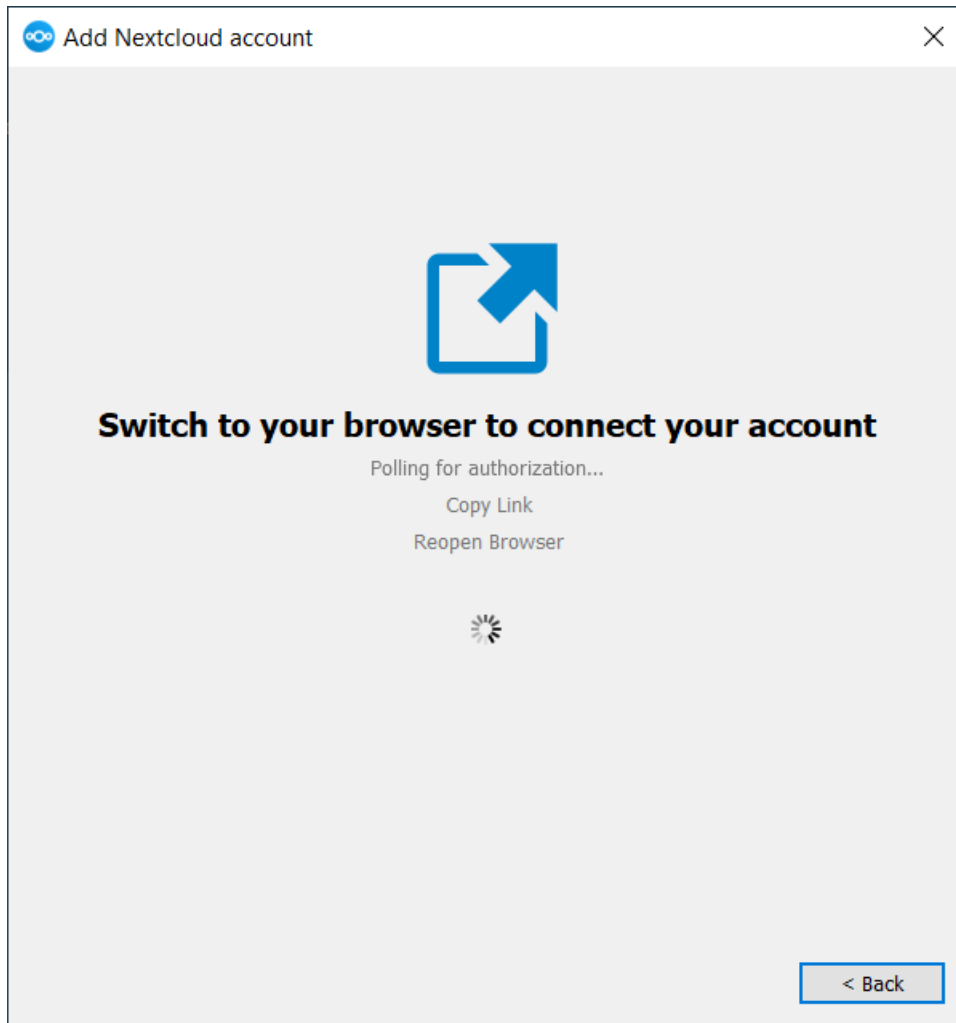 Add Nextcloud account
Switch to your browser to connect your account
Polling for authorization...
Copy Link
Reopen Browser
< Back